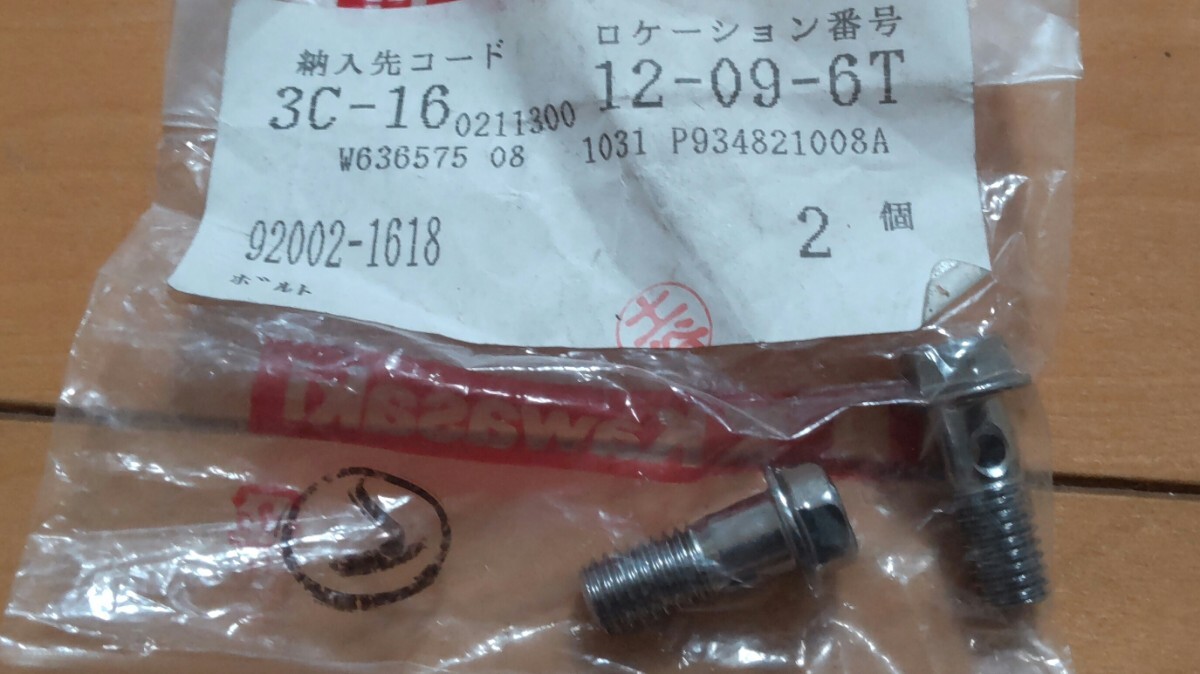 納入先コード ロケーション番号
3C-16 0211300 12-09-6T
W636575 08 1031 P934821008A
92002-1618 2 個
ボルト
Kawasaki